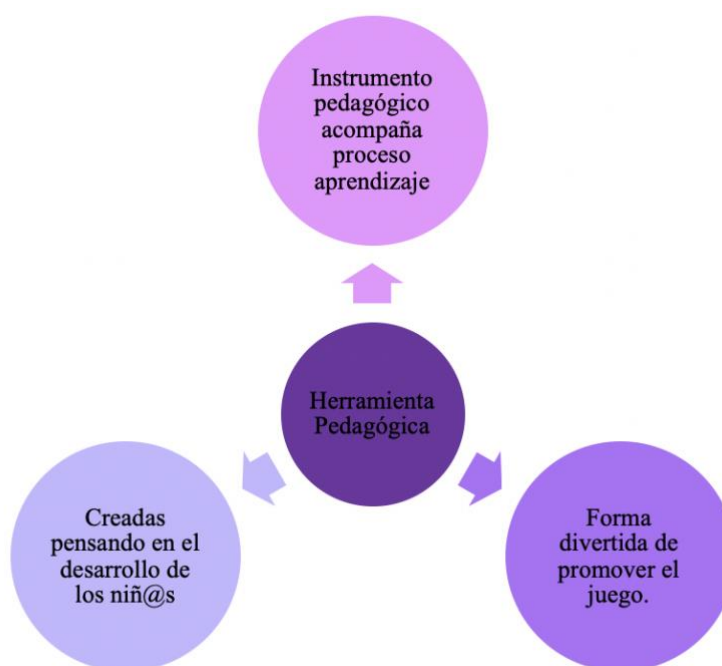 Instrumento
pedagógico
acompaña
proceso
aprendizaje
Herramienta
Pedagógica
Creadas
pensando en el
desarrollo de
los niñ@s
Forma
divertida de
promover el
juego.